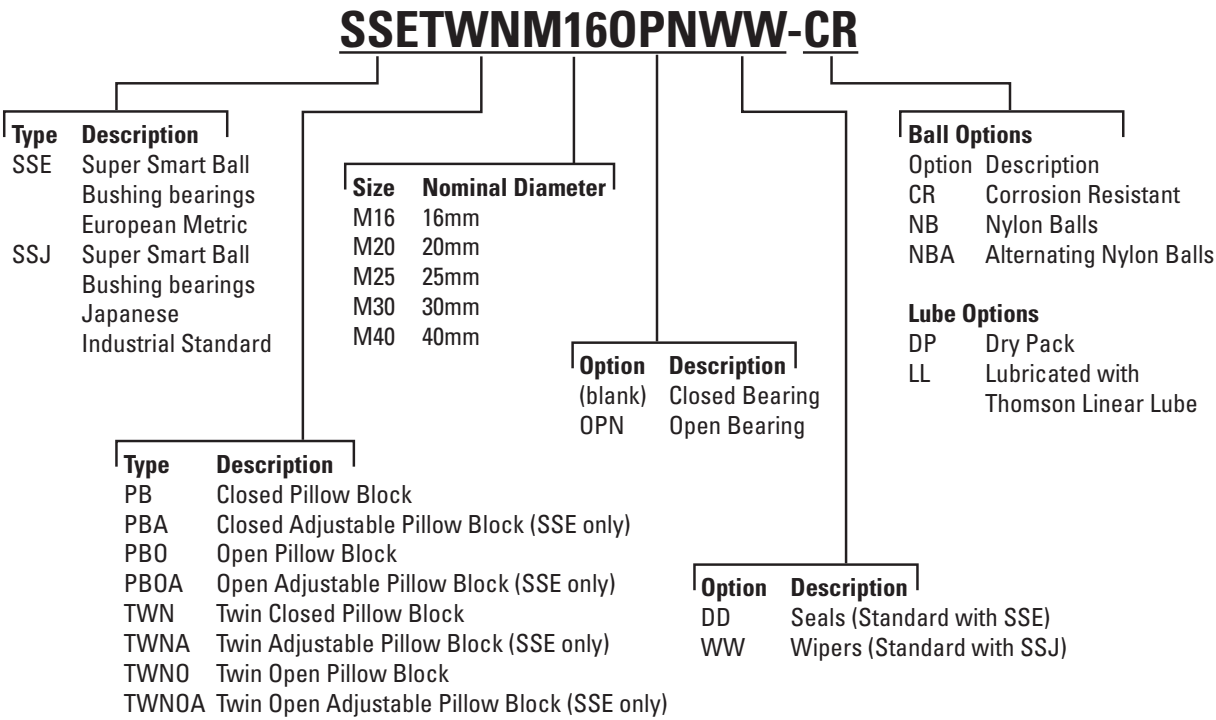 SSETWNM16OPNWW-CR
Type Description
SSE Super Smart Ball
Bushing bearings
European Metric
SSJ Super Smart Ball
Bushing bearings
Japanese
Industrial Standard
Size Nominal Diameter
M16 16mm
M20 20mm
M25 25mm
M30 30mm
M40 40mm
Ball Options
Option Description
CR Corrosion Resistant
NB Nylon Balls
NBA Alternating Nylon Balls
Lube Options
DP Dry Pack
LL Lubricated with
Thomson Linear Lube
Option Description
(blank) Closed Bearing
OPN Open Bearing
Type Description
PB Closed Pillow Block
PBA Closed Adjustable Pillow Block (SSE only)
PBO Open Pillow Block
PBOA Open Adjustable Pillow Block (SSE only)
TWN Twin Closed Pillow Block
TWNA Twin Adjustable Pillow Block (SSE only)
TWNO Twin Open Pillow Block
TWNOA Twin Open Adjustable Pillow Block (SSE only)
Option Description
DD Seals (Standard with SSE)
WW Wipers (Standard with SSJ)